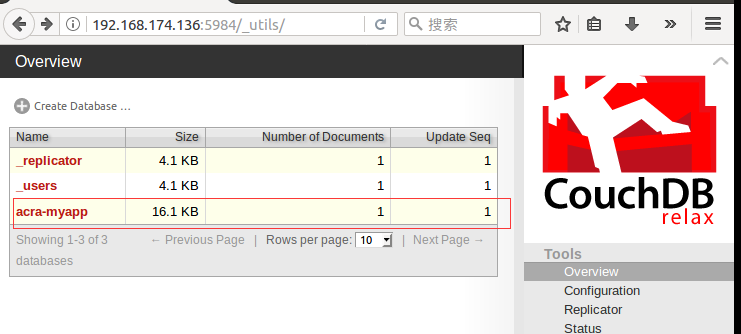 192.168.174.136:5984/_utils/
搜索
Overview
Create Database ...
Name Size Number of Documents Update Seq
_replicator 4.1 KB 1 1
_users 4.1 KB 1 1
acra-myapp 16.1 KB 1 1
Showing 1-3 of 3 databases
← Previous Page | Rows per page: 10 | Next Page →
CouchDB
relax
Tools
Overview
Configuration
Replicator
Status